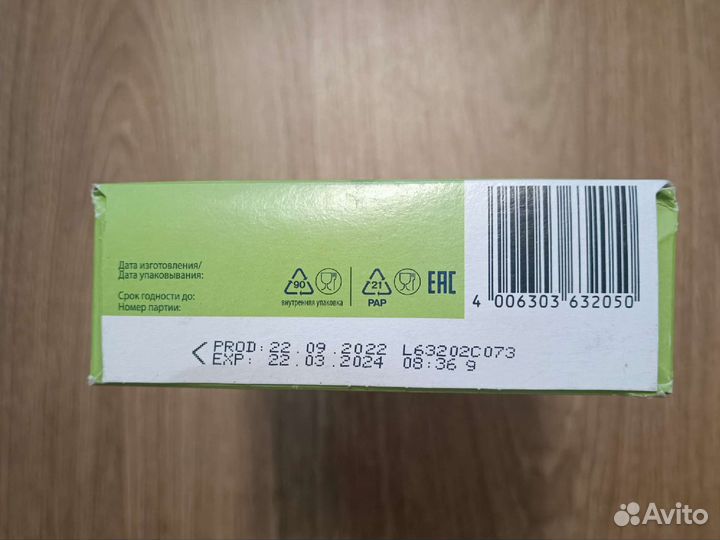 Дата изготовления/
Дата упаковывания:
Срок годности до:
Номер партии:
90
внутренняя упаковка
21
PAP
EAC
4 006303 632050
PROD: 22.09.2022 L63202C073
EXP: 22.03.2024 08:36 9
Avito